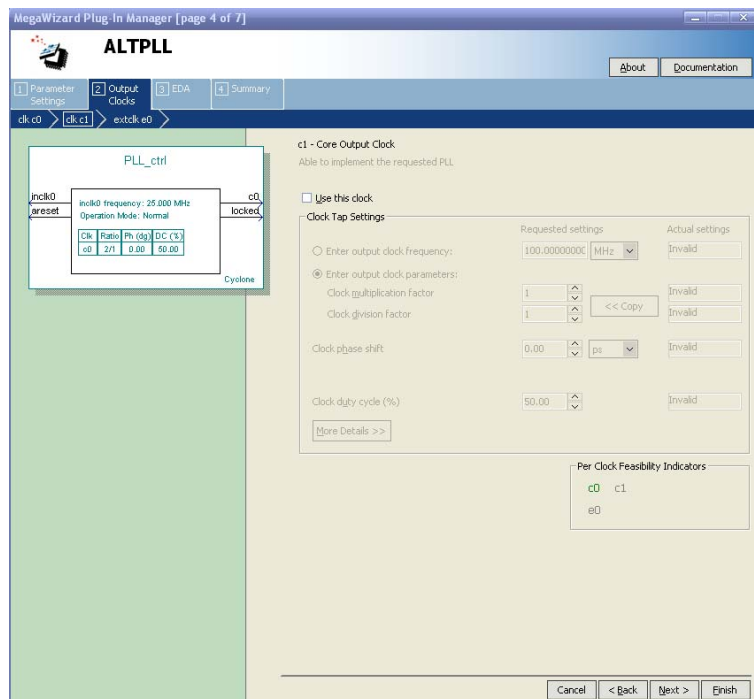 MegaWizard Plug-In Manager [page 4 of 7]
ALTPLL
About
Documentation
1 Parameter Settings
2 Output Clocks
3 EDA
4 Summary
clk c0
clk c1
extclk e0
PLL_ctrl
inclk0
areset
inclk0 frequency: 25.000 MHz
Operation Mode: Normal
Clk Ratio Ph (dg) DC (%)
c0 2/1 0.00 50.00
c0
locked
Cyclone
c1 - Core Output Clock
Able to implement the requested PLL
Use this clock
Clock Tap Settings
Requested settings Actual settings
Enter output clock frequency: 100.0000000C MHz Invalid
Enter output clock parameters:
Clock multiplication factor 1 Invalid
<< Copy
Clock division factor 1 Invalid
Clock phase shift 0.00 ps Invalid
Clock duty cycle (%) 50.00 Invalid
More Details >>
Per Clock Feasibility Indicators
c0 c1
e0
Cancel < Back Next > Finish